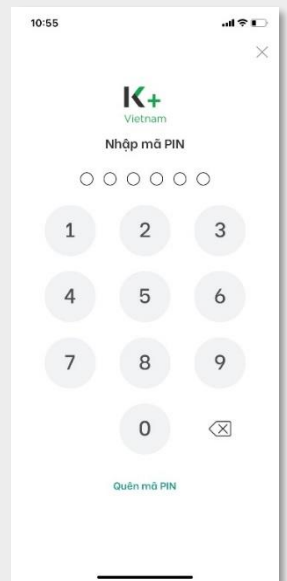 10:55
K+
Vietnam
Nhập mã PIN
1 2 3
4 5 6
7 8 9
0
Quên mã PIN